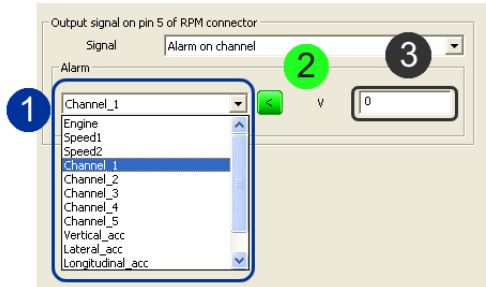 Output signal on pin 5 of RPM connector
Signal
Alarm on channel
Alarm
1
2
3
Channel_1
<
v
0
Engine
Speed1
Speed2
Channel_1
Channel_2
Channel_3
Channel_4
Channel_5
Vertical_acc
Lateral_acc
Longitudinal_acc